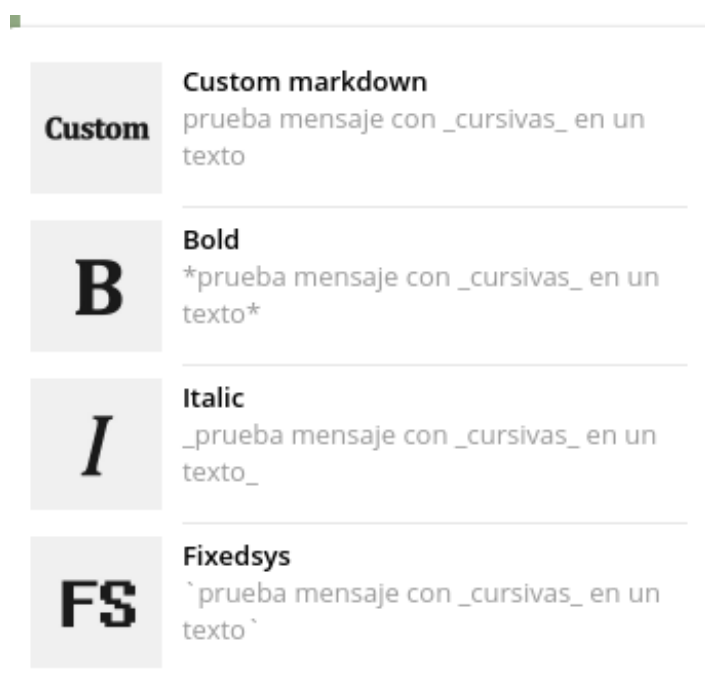 Custom
Custom markdown
prueba mensaje con _cursivas_ en un
texto
B
Bold
*prueba mensaje con _cursivas_ en un
texto*
I
Italic
_prueba mensaje con _cursivas_ en un
texto_
FS
Fixedsys
`prueba mensaje con _cursivas_ en un
texto`